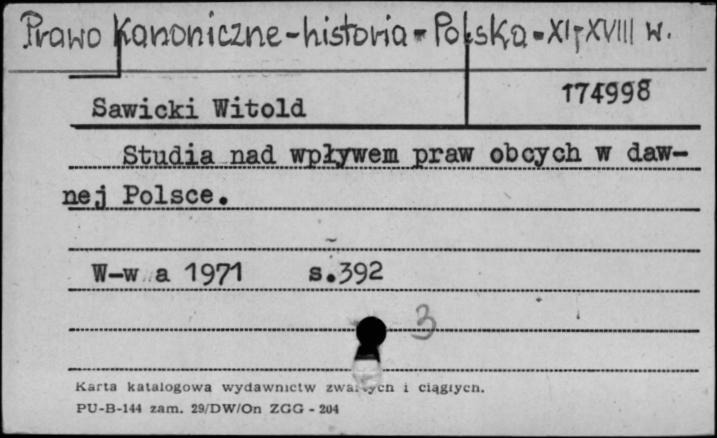 Prawo Kanoniczne-historia-Polska-XI-XVIII w.
Sawicki Witold 174998
Studia nad wpływem praw obcych w daw-
nej Polsce.
W-w a 1971 s.392
3
Karta katalogowa wydawnictw zwartych i ciągłych.
PU-B-144 zam. 29/DW/On ZGG - 204